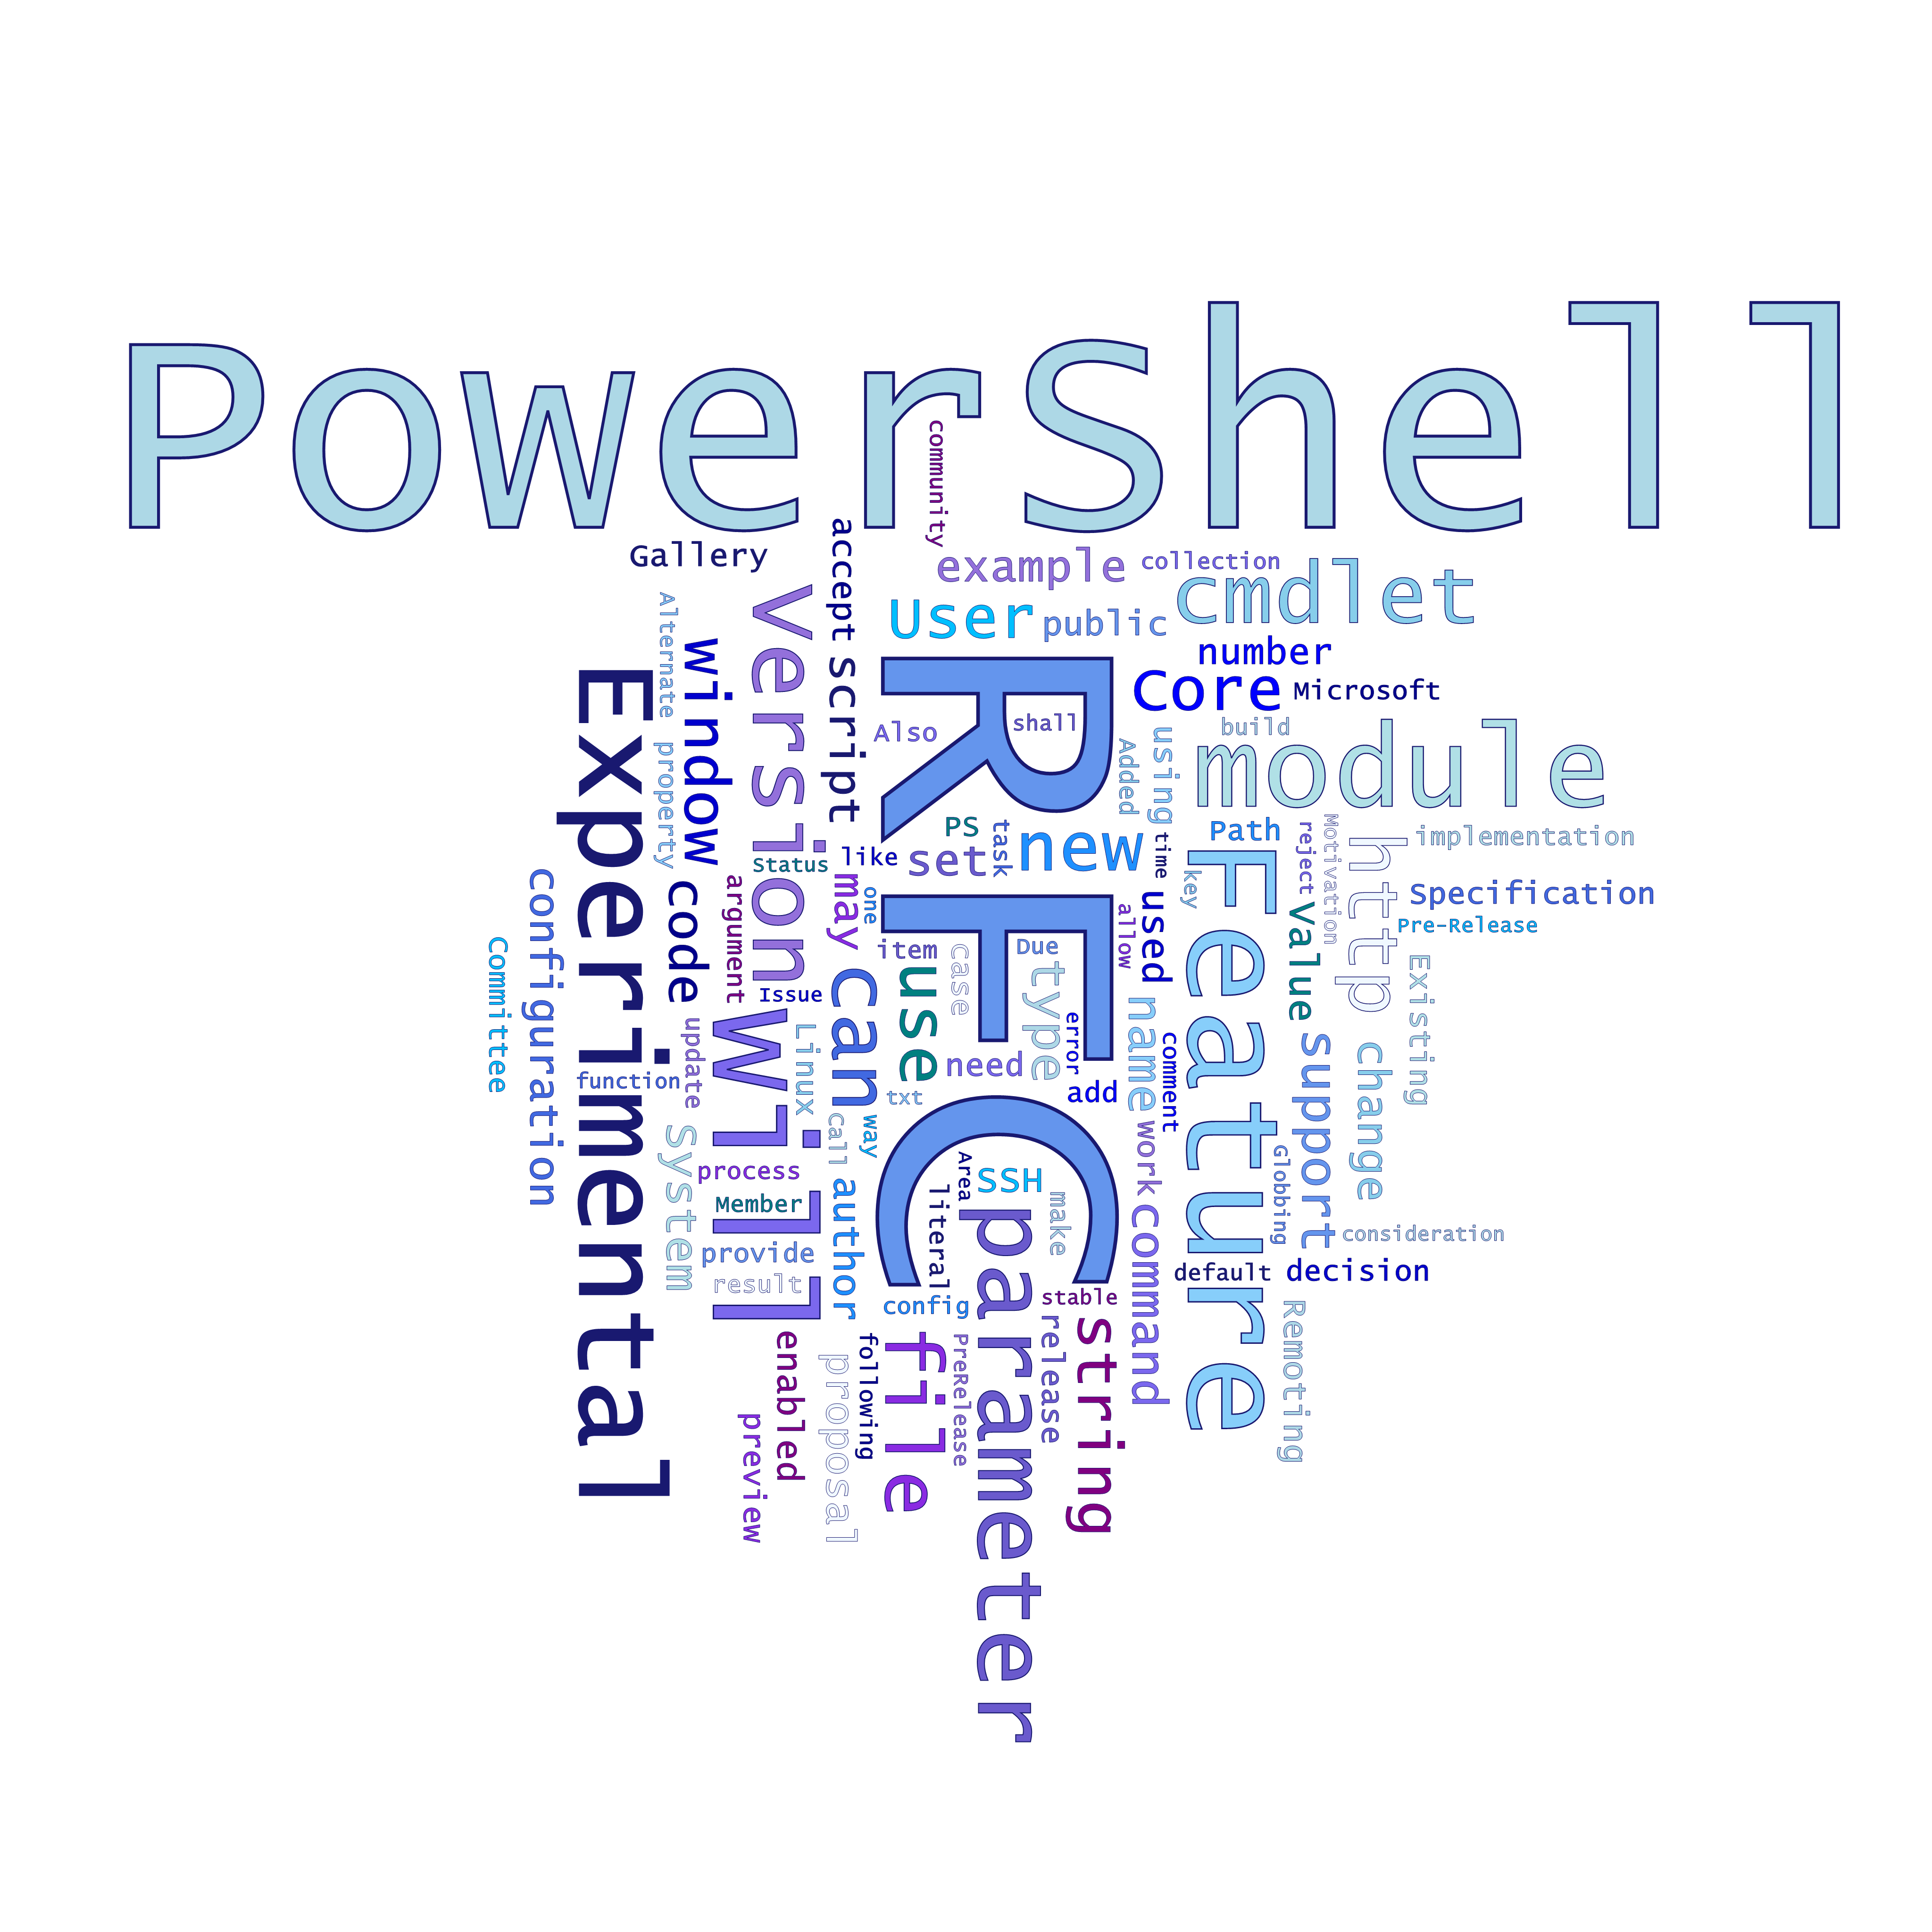 PowerShell
community
Gallery
accept
example
collection
cmdlet
Alternate
Version
User
public
window
number
script
RFC
Core
Microsoft
Experimental
Also
shall
Added
using
build
module
property
PS
task
new
time
Path
reject
Motivation
http
implementation
Status
like
set
Feature
key
configuration
code
argument
may
one
used
allow
Value
Specification
Pre-Release
Committee
item
case
Due
type
Existing
Issue
can
use
name
Will
Linux
update
error
comment
support
change
function
need
add
txt
call
way
work
System
process
Area
SSH
Globbing
Member
author
literal
parameter
make
command
consideration
provide
default
decision
result
config
stable
Remoting
enabled
following
file
PreRelease
release
string
proposal
preview